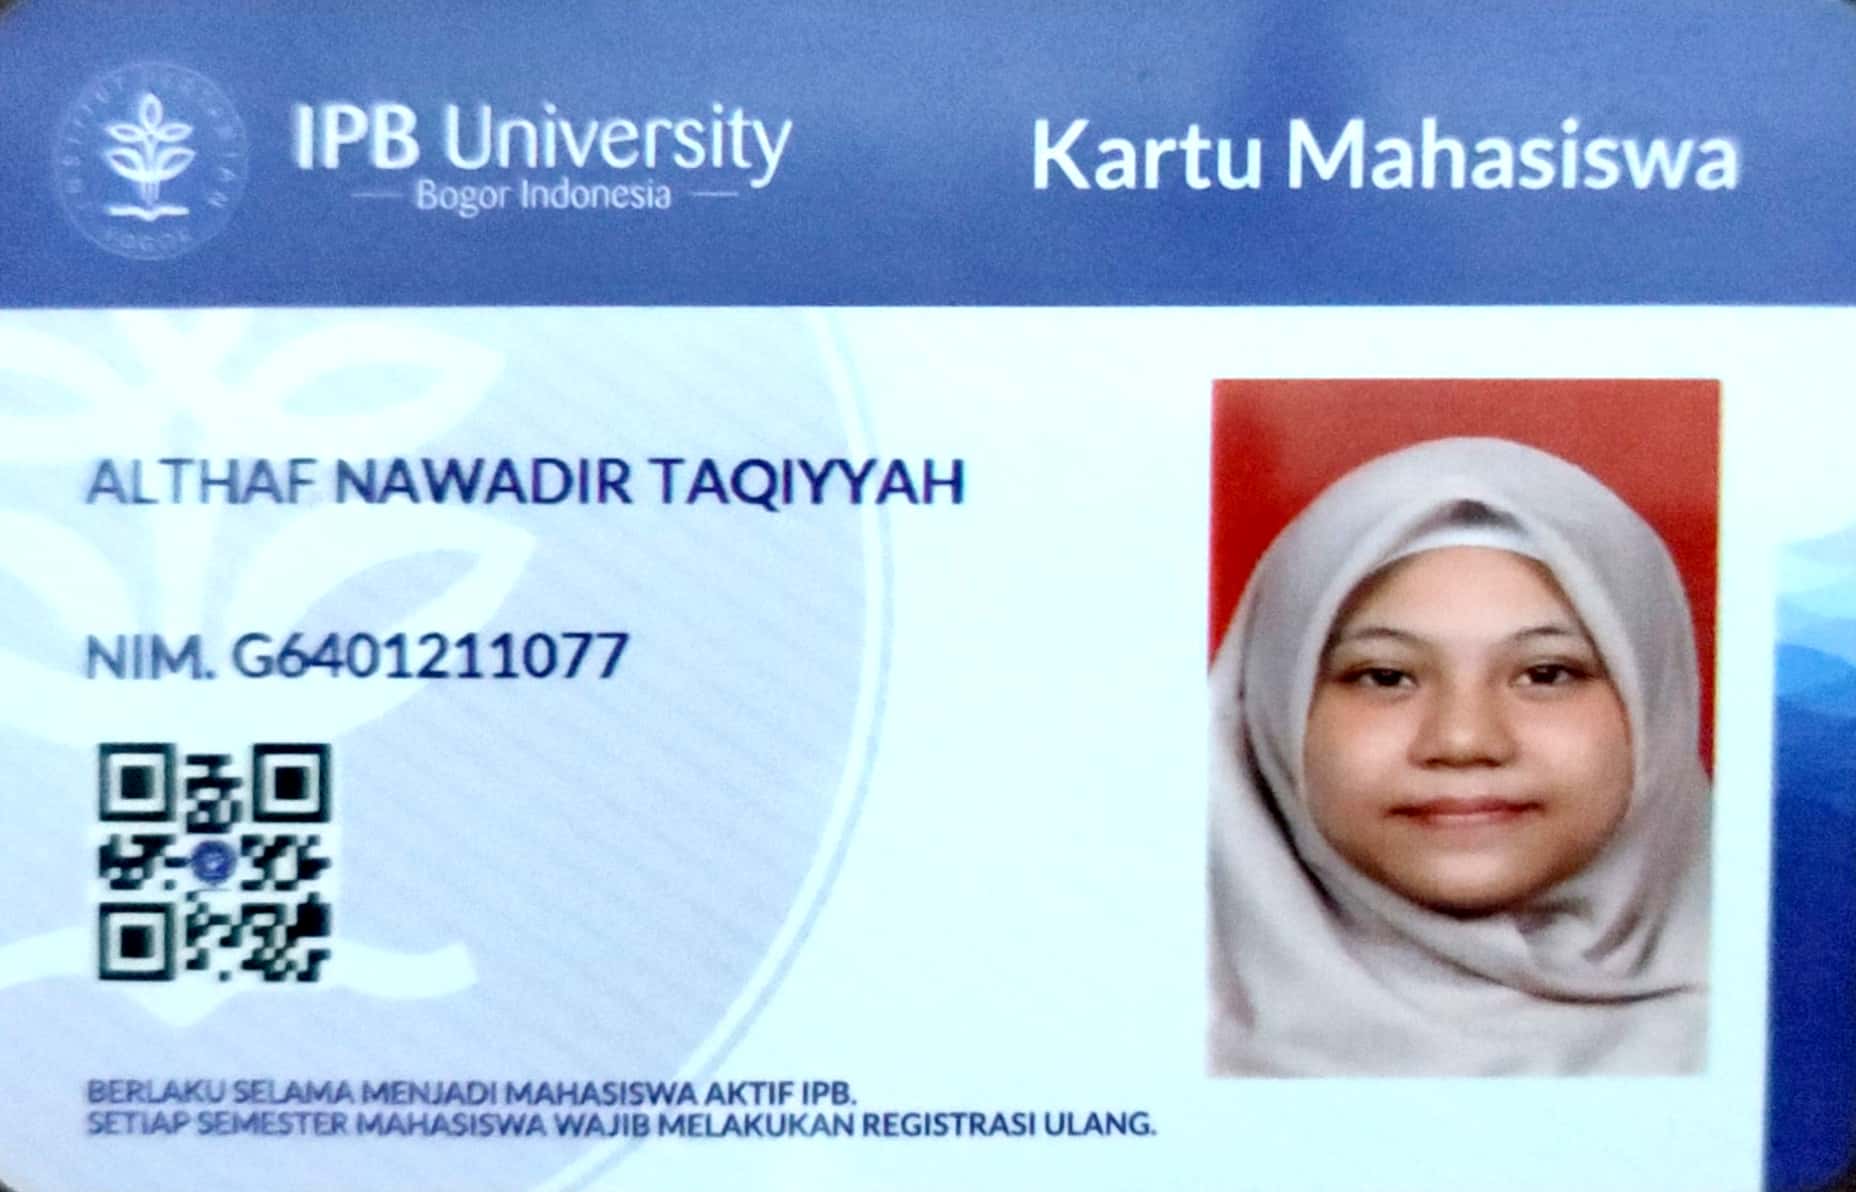 IPB University
Bogor Indonesia
Kartu Mahasiswa
ALTHAF NAWADIR TAQIYYAH
NIM. G6401211077
BERLAKU SELAMA MENJADI MAHASISWA AKTIF IPB.
SETIAP SEMESTER MAHASISWA WAJIB MELAKUKAN REGISTRASI ULANG.